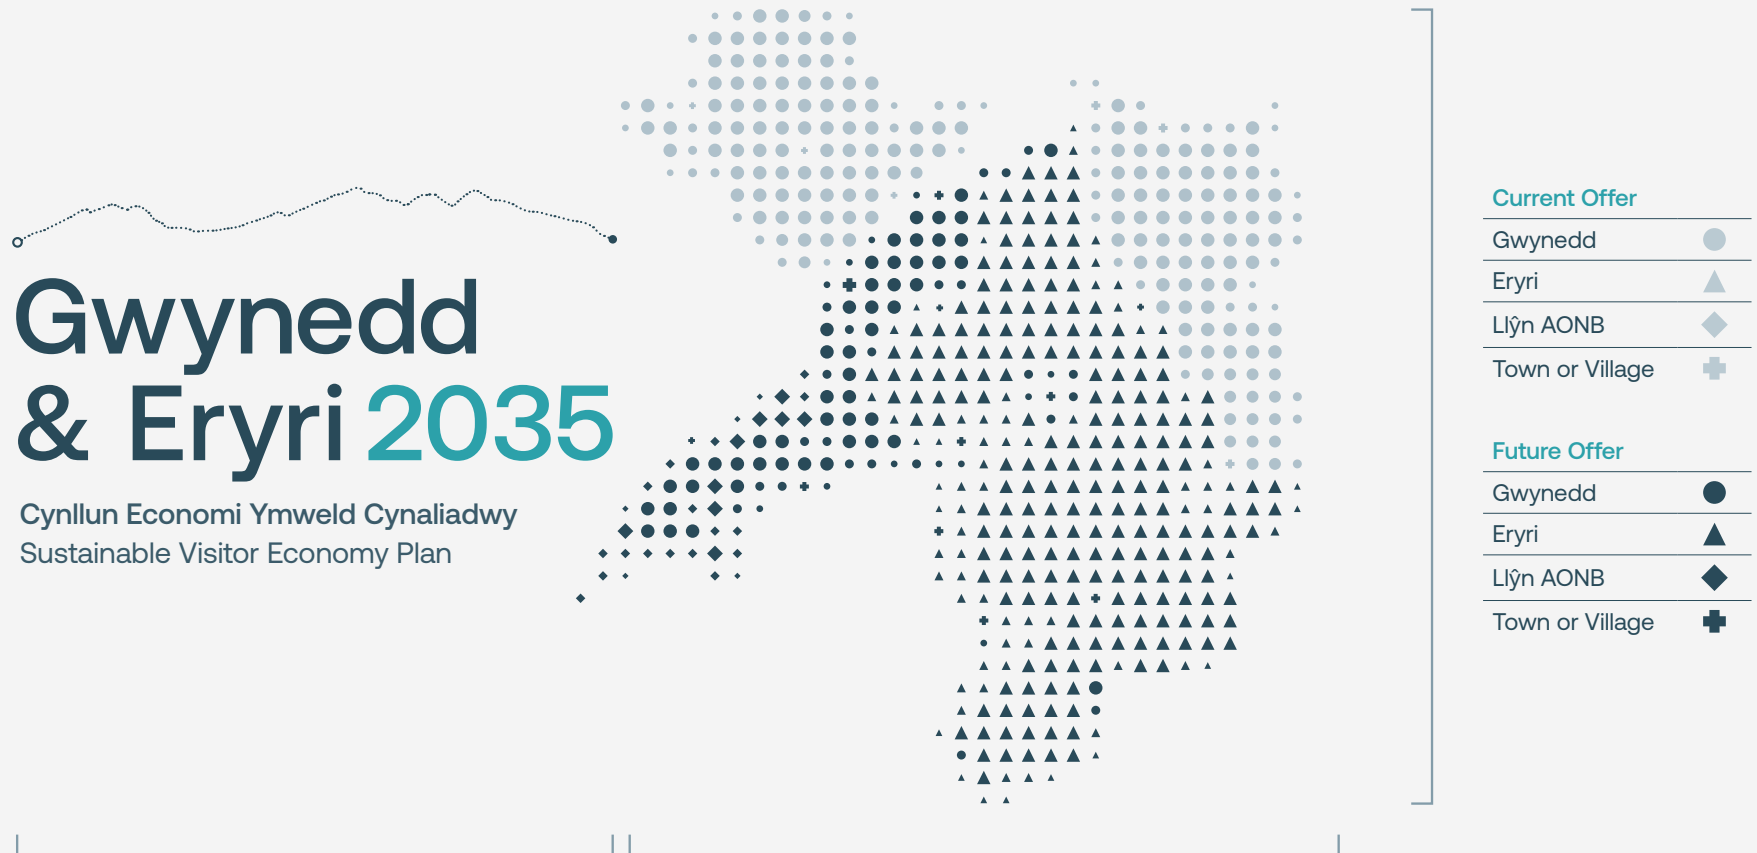 Gwynedd
& Eryri 2035
Cynllun Economi Ymweld Cynaliadwy
Sustainable Visitor Economy Plan
Current Offer
Gwynedd
Eryri
Llŷn AONB
Town or Village
Future Offer
Gwynedd
Eryri
Llŷn AONB
Town or Village